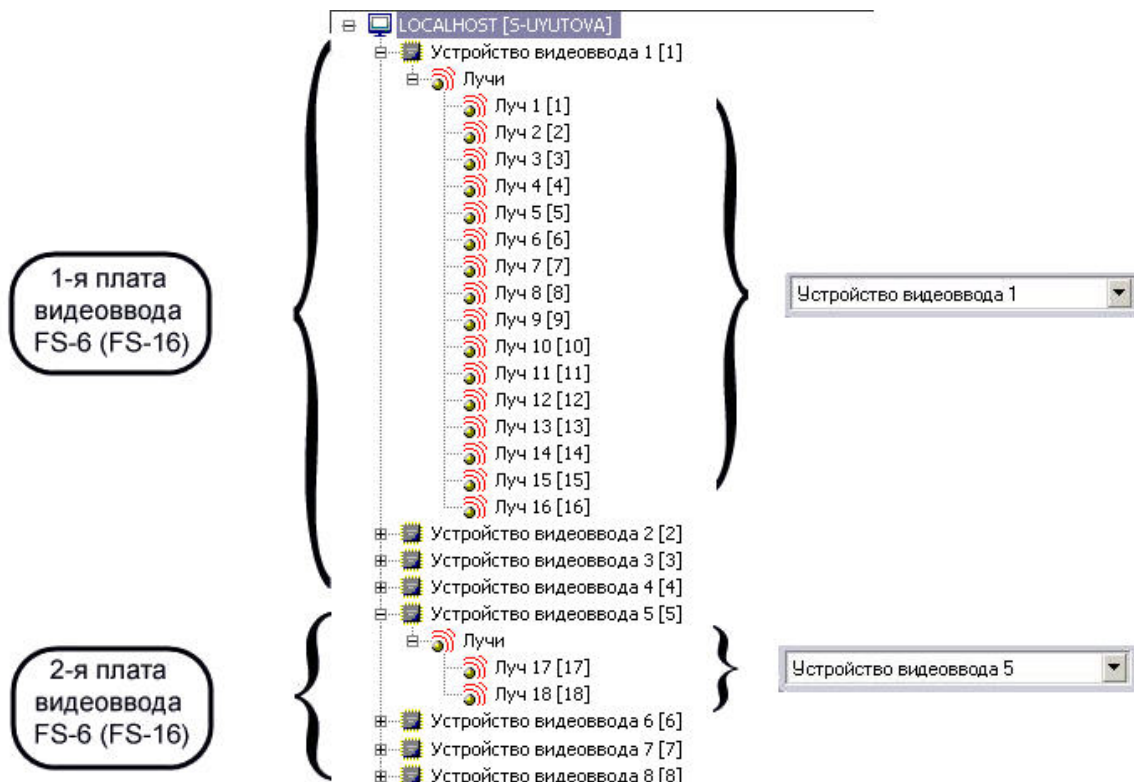 LOCALHOST [S-UYUTOVA]
Устройство видеоввода 1 [1]
Лучи
Луч 1 [1]
Луч 2 [2]
Луч 3 [3]
Луч 4 [4]
Луч 5 [5]
Луч 6 [6]
Луч 7 [7]
Луч 8 [8]
Луч 9 [9]
Луч 10 [10]
Луч 11 [11]
Луч 12 [12]
Луч 13 [13]
Луч 14 [14]
Луч 15 [15]
Луч 16 [16]
Устройство видеоввода 2 [2]
Устройство видеоввода 3 [3]
Устройство видеоввода 4 [4]
Устройство видеоввода 5 [5]
Лучи
Луч 17 [17]
Луч 18 [18]
Устройство видеоввода 6 [6]
Устройство видеоввода 7 [7]
Устройство видеоввода 8 [8]
1-я плата
видеоввода
FS-6 (FS-16)
2-я плата
видеоввода
FS-6 (FS-16)
Устройство видеоввода 1
Устройство видеоввода 5